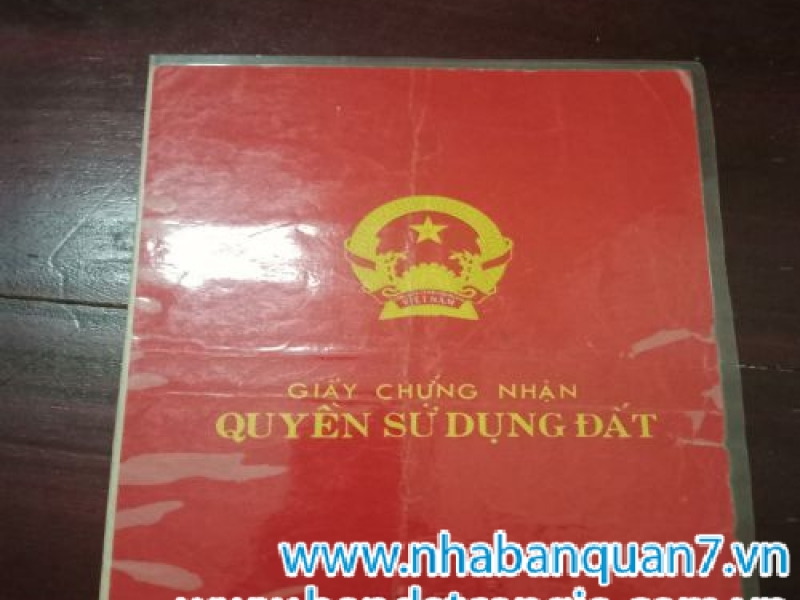 VIỆT NAM
GIẤY CHỨNG NHẬN
QUYỀN SỬ DỤNG ĐẤT
www.nhabanquan7.vn